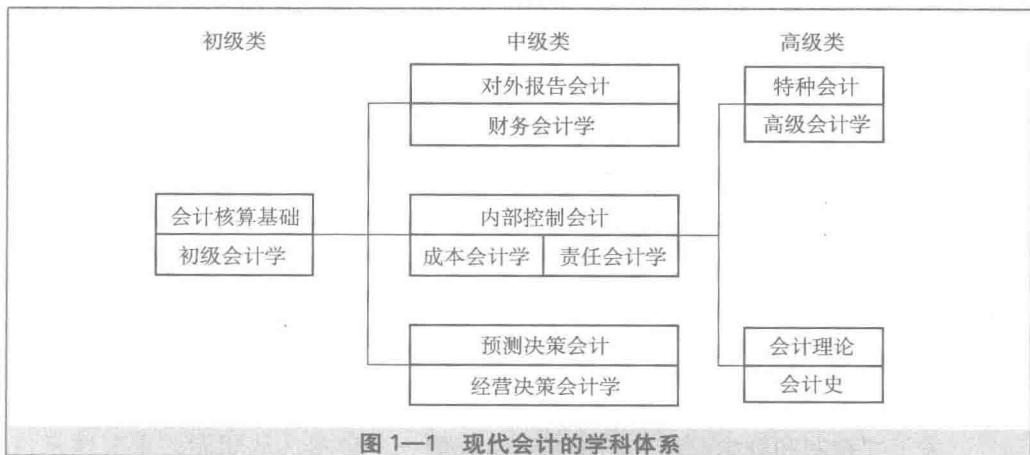 初级类 中级类 高级类
对外报告会计 特种会计
财务会计学 高级会计学
会计核算基础 内部控制会计
初级会计学 成本会计学 责任会计学
预测决策会计 会计理论
经营决策会计学 会计史
图 1—1 现代会计的学科体系